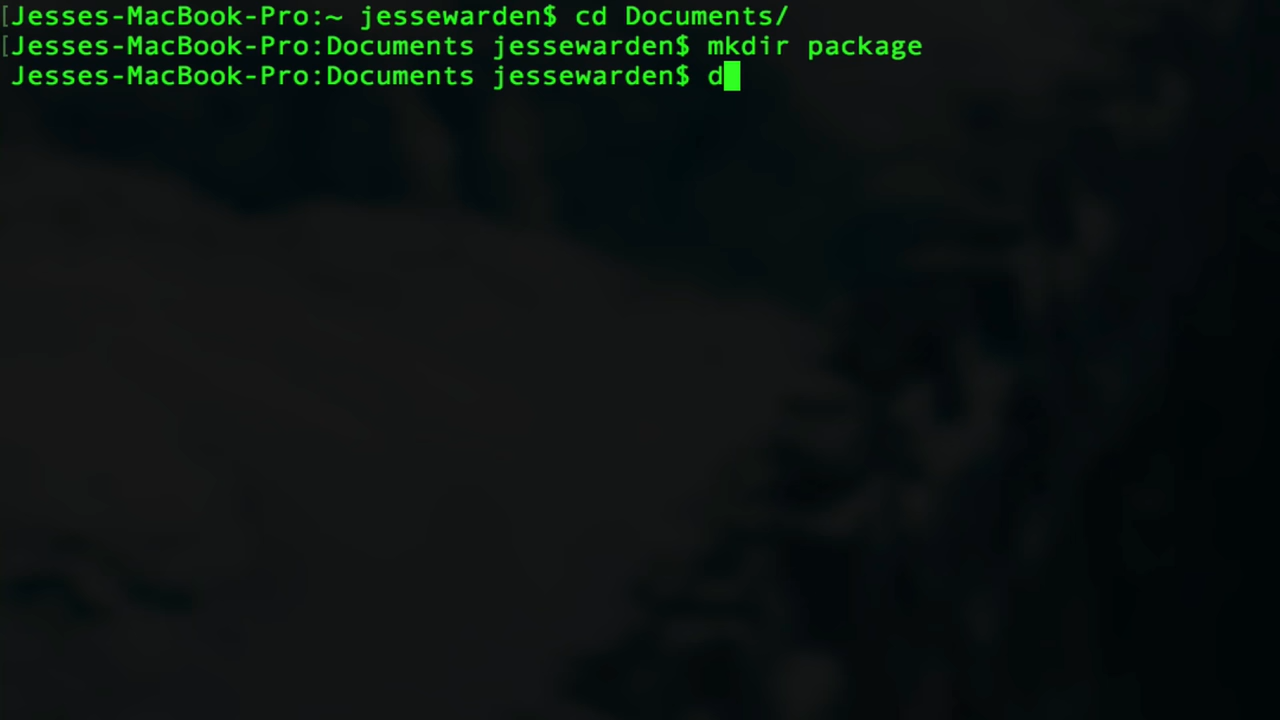 [Jesses-MacBook-Pro:~ jessewarden$ cd Documents/
[Jesses-MacBook-Pro:Documents jessewarden$ mkdir package
Jesses-MacBook-Pro:Documents jessewarden$ d